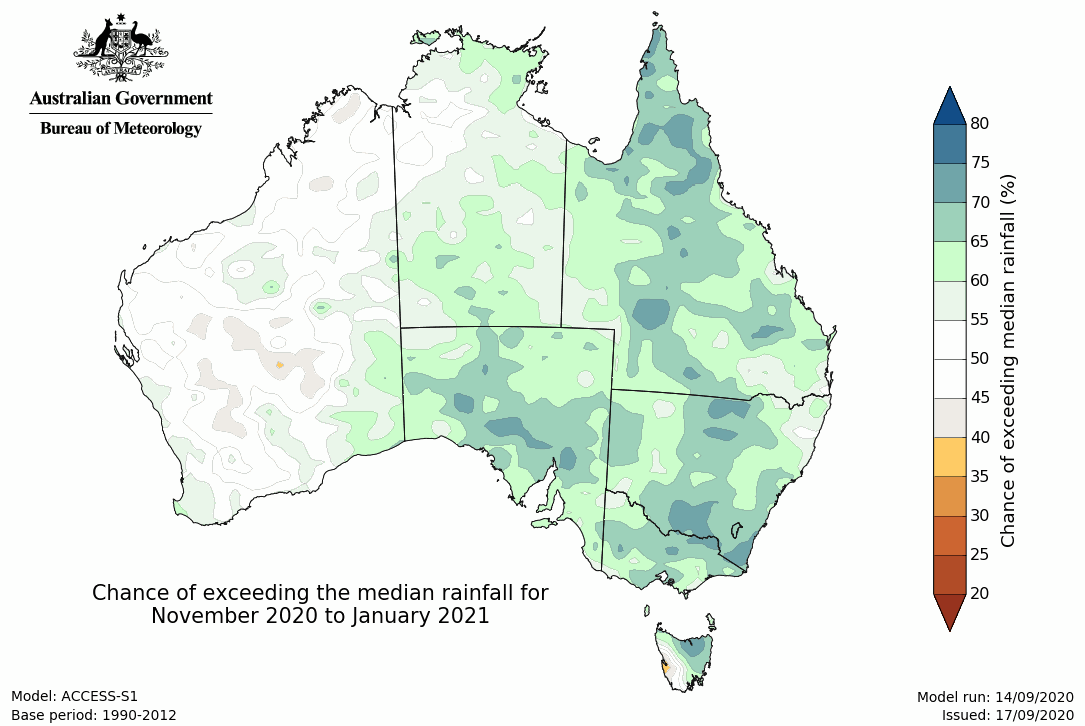 AUSTRALIA
Australian Government
Bureau of Meteorology
80
75
70
65
60
55
50
45
40
35
30
25
20
Chance of exceeding median rainfall (%)
Chance of exceeding the median rainfall for
November 2020 to January 2021
Model: ACCESS-S1
Base period: 1990-2012
Model run: 14/09/2020
Issued: 17/09/2020